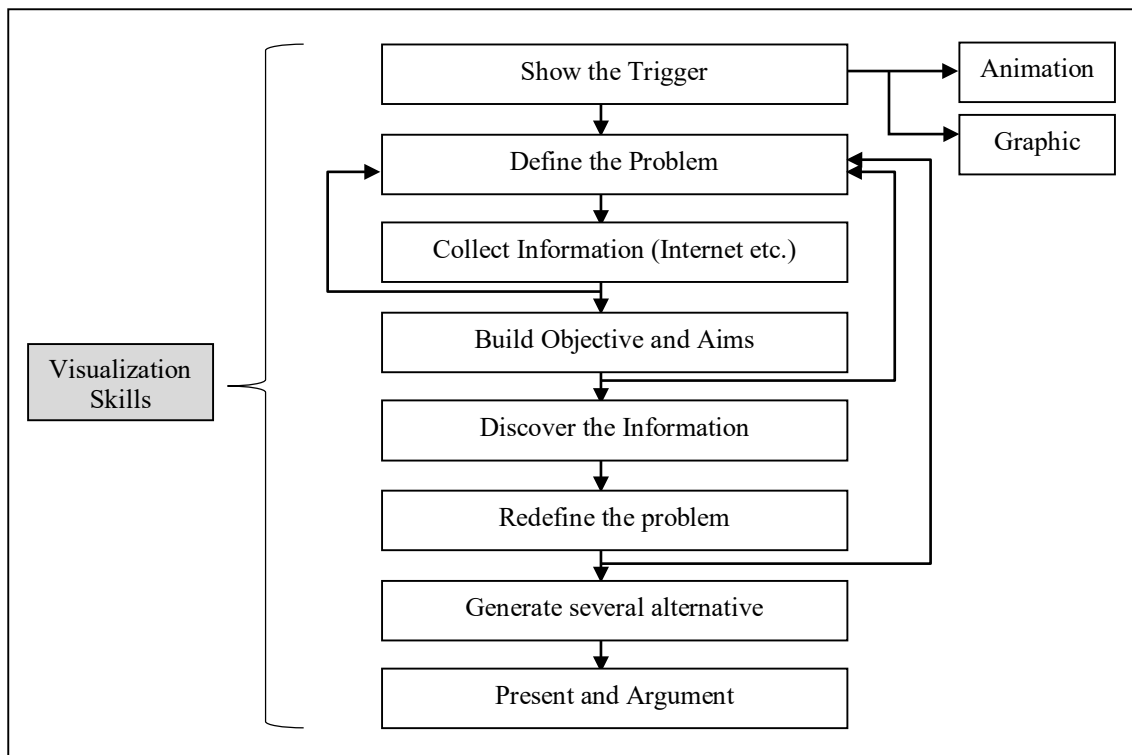 Show the Trigger
Animation
Graphic
Define the Problem
Collect Information (Internet etc.)
Build Objective and Aims
Visualization
Skills
Discover the Information
Redefine the problem
Generate several alternative
Present and Argument